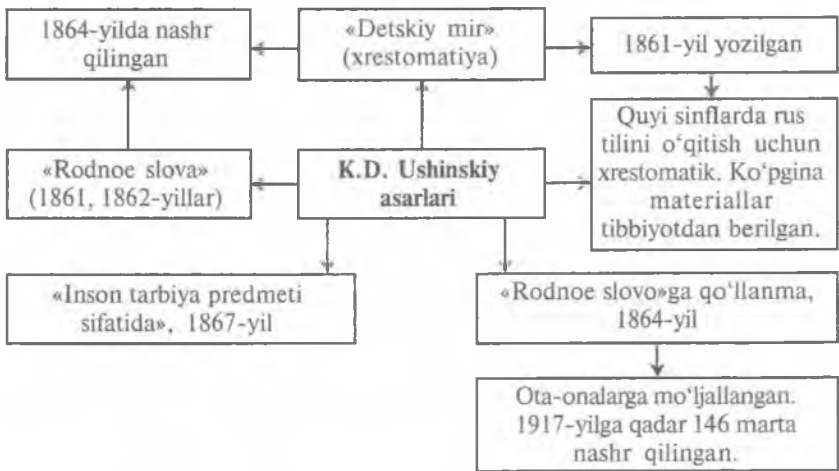 1864-yilda nashr
qilingan
«Detskiy mir»
(xrestomatiya)
1861-yil yozilgan
«Rodnoe slova»
(1861, 1862-yillar)
K.D. Ushinskiy
asarlari
Quyi sinflarda rus
tilini o‘qitish uchun
xrestomatik. Ko‘pgina
materiallar
tibbiyotdan berilgan.
«Inson tarbiya predmeti
sifatida», 1867-yil
«Rodnoe slovo»ga qo‘llanma,
1864-yil
Ota-onalarga mo‘ljallangan.
1917-yilga qadar 146 marta
nashr qilingan.